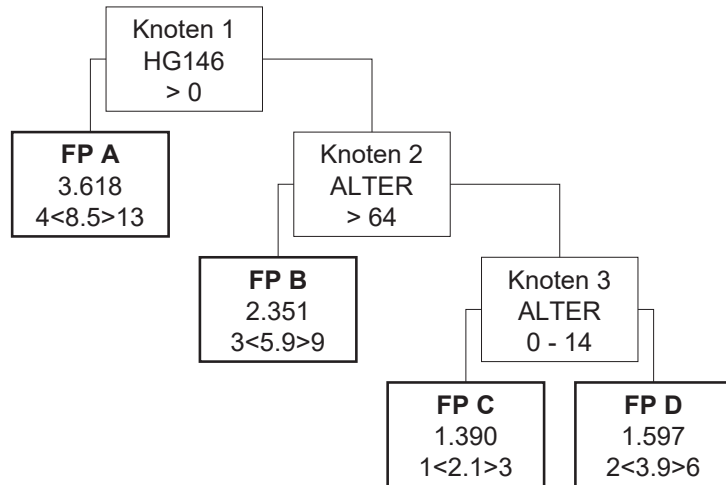 Knoten 1
HG146
> 0
FP A
3.618
4<8.5>13
Knoten 2
ALTER
> 64
FP B
2.351
3<5.9>9
Knoten 3
ALTER
0 - 14
FP C
1.390
1<2.1>3
FP D
1.597
2<3.9>6